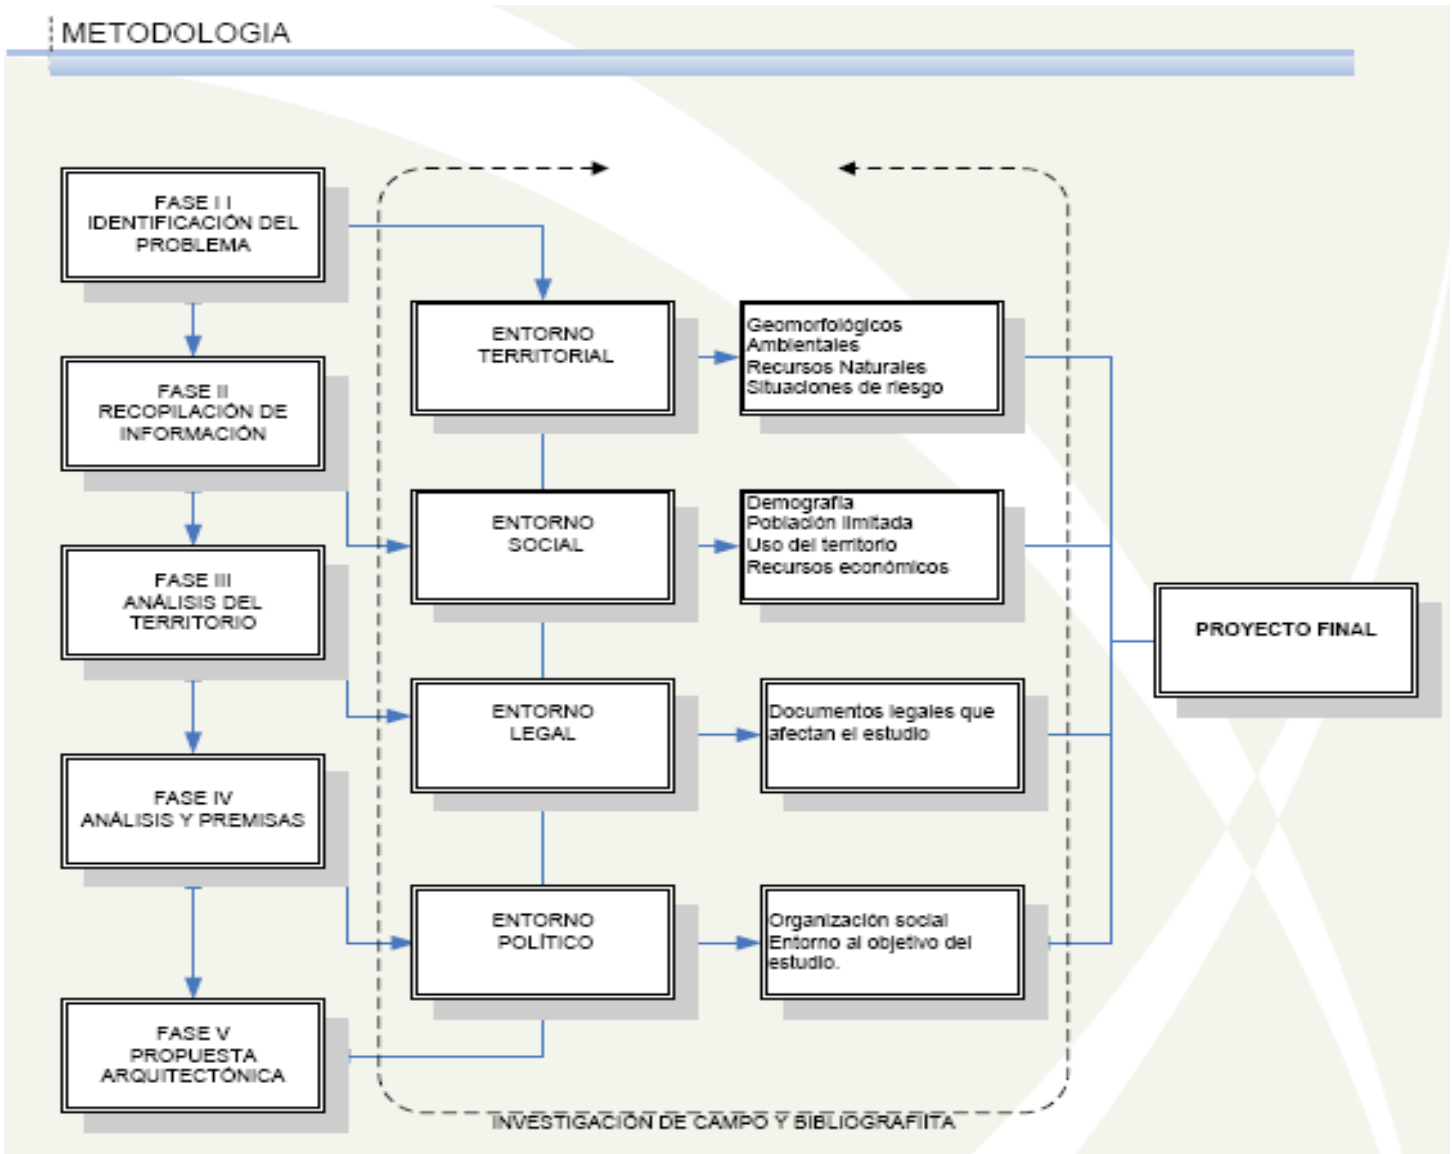 METODOLOGIA
FASE I I
IDENTIFICACIÓN DEL
PROBLEMA
FASE II
RECOPILACIÓN DE
INFORMACIÓN
FASE III
ANÁLISIS DEL
TERRITORIO
FASE IV
ANÁLISIS Y PREMISAS
FASE V
PROPUESTA
ARQUITECTÓNICA
ENTORNO
TERRITORIAL
Geomorfológicos
Ambientales
Recursos Naturales
Situaciones de riesgo
ENTORNO
SOCIAL
Demografía
Población limitada
Uso del territorio
Recursos económicos
ENTORNO
LEGAL
Documentos legales que
afectan el estudio
ENTORNO
POLÍTICO
Organización social
Entorno al objetivo del
estudio.
PROYECTO FINAL
INVESTIGACIÓN DE CAMPO Y BIBLIOGRAFIITA